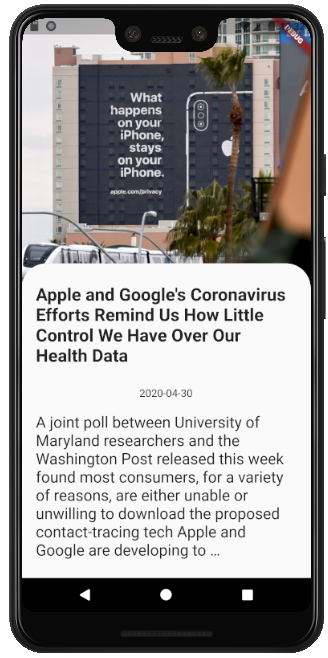 DEBUG
What
happens
on your
iPhone,
stays
on your
iPhone.
apple.com/privacy
Apple and Google's Coronavirus
Efforts Remind Us How Little
Control We Have Over Our
Health Data
2020-04-30
A joint poll between University of
Maryland researchers and the
Washington Post released this week
found most consumers, for a variety
of reasons, are either unable or
unwilling to download the proposed
contact-tracing tech Apple and
Google are developing to …